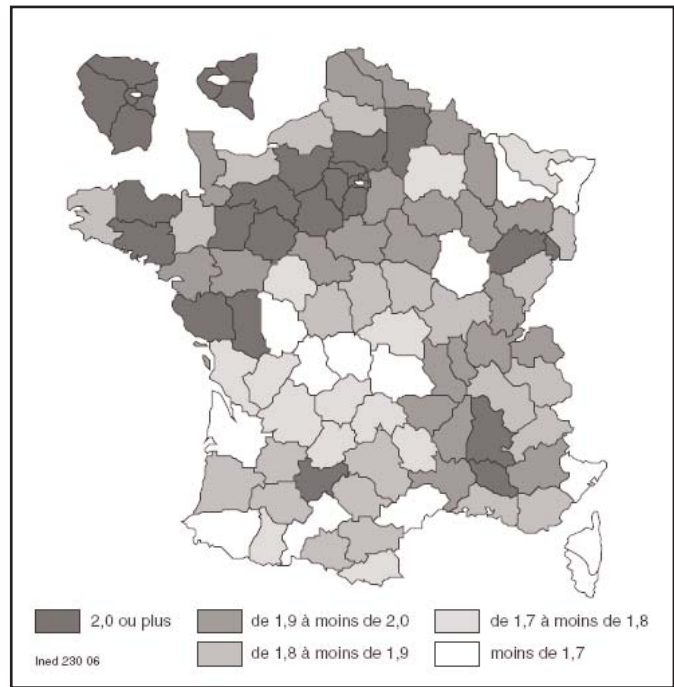 2,0 ou plus
de 1,9 à moins de 2,0
de 1,7 à moins de 1,8
de 1,8 à moins de 1,9
moins de 1.7
Ined 230 06